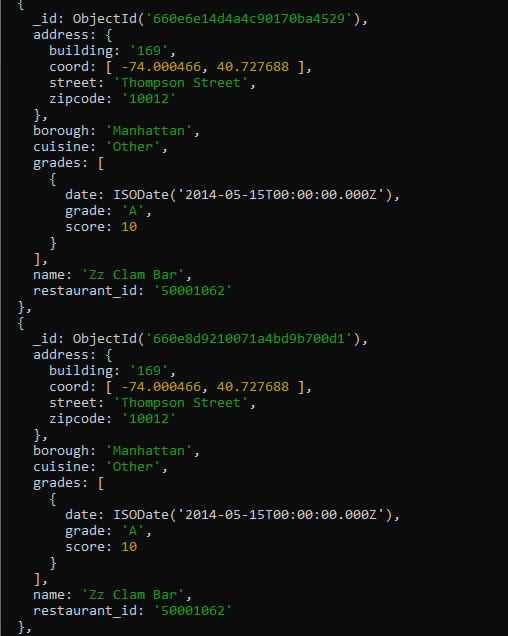 {
_id: ObjectId('660e6e14d4a4c90170ba4529'),
address: {
building: '169',
coord: [ -74.000466, 40.727688 ],
street: 'Thompson Street',
zipcode: '10012'
},
borough: 'Manhattan',
cuisine: 'Other',
grades: [
{
date: ISODate('2014-05-15T00:00:00.000Z'),
grade: 'A',
score: 10
}
],
name: 'Zz Clam Bar',
restaurant_id: '50001062'
},
{
_id: ObjectId('660e8d9210071a4bd9b700d1'),
address: {
building: '169',
coord: [ -74.000466, 40.727688 ],
street: 'Thompson Street',
zipcode: '10012'
},
borough: 'Manhattan',
cuisine: 'Other',
grades: [
{
date: ISODate('2014-05-15T00:00:00.000Z'),
grade: 'A',
score: 10
}
],
name: 'Zz Clam Bar',
restaurant_id: '50001062'
},